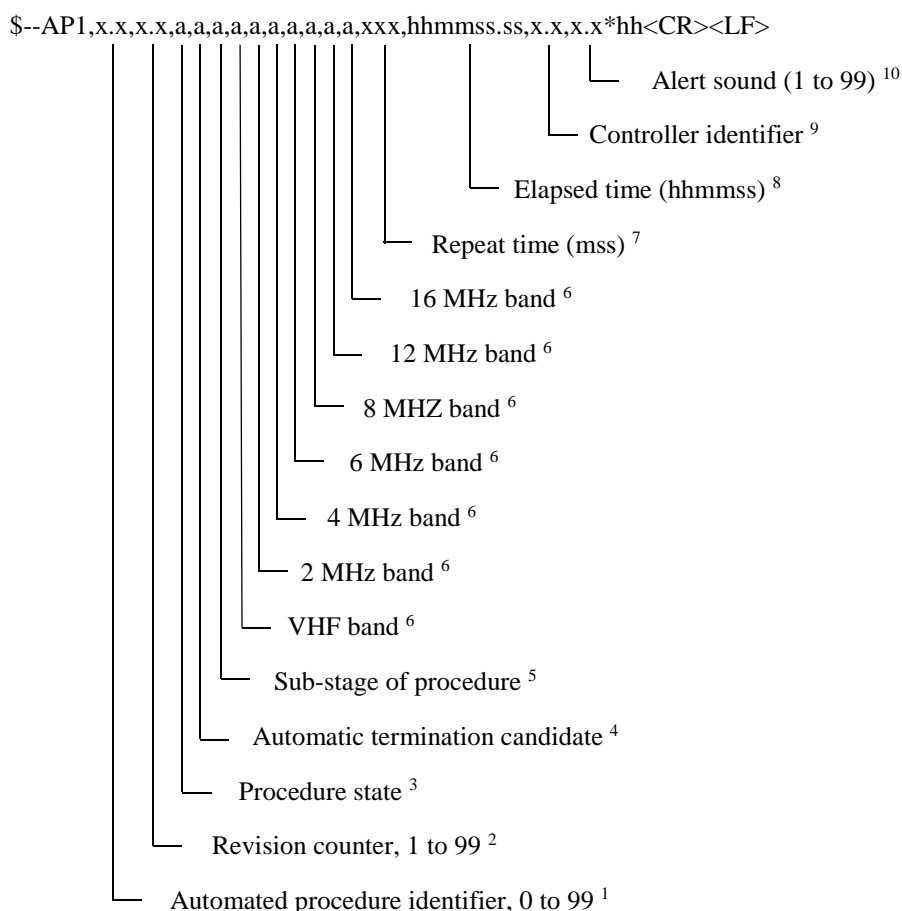 $--AP1,x.x,x.x,a,a,a,a,a,a,a,a,a,a,xxx,hhmmss.ss,x.x,x.x*hh<CR><LF>
Alert sound (1 to 99) 10
Controller identifier 9
Elapsed time (hhmmss) 8
Repeat time (mss) 7
16 MHz band 6
12 MHz band 6
8 MHZ band 6
6 MHz band 6
4 MHz band 6
2 MHz band 6
VHF band 6
Sub-stage of procedure 5
Automatic termination candidate 4
Procedure state 3
Revision counter, 1 to 99 2
Automated procedure identifier, 0 to 99 1